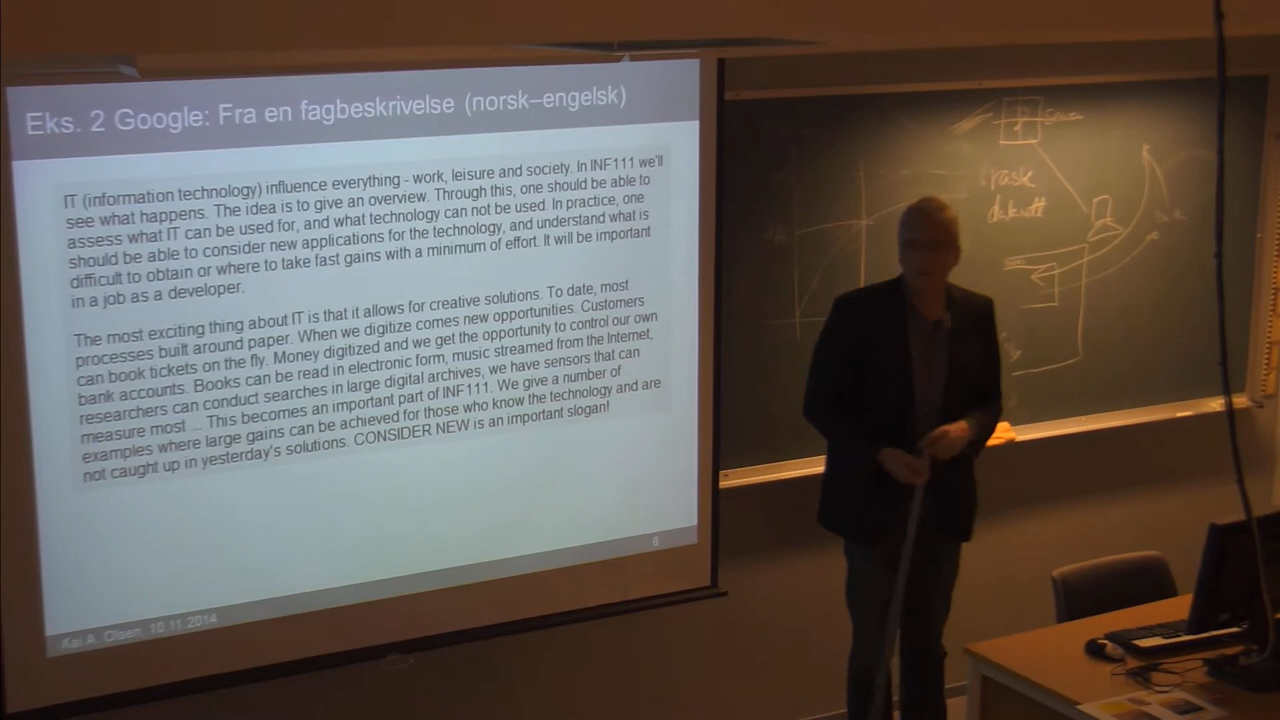 Eks. 2 Google: Fra en fagbeskrivelse (norsk–engelsk)
IT (information technology) influence everything - work, leisure and society. In INF111 we'll
see what happens. The idea is to give an overview. Through this, one should be able to
assess what IT can be used for, and what technology can not be used. In practice, one
should be able to consider new applications for the technology, and understand what is
difficult to obtain or where to take fast gains with a minimum of effort. It will be important
in a job as a developer.
The most exciting thing about IT is that it allows for creative solutions. To date, most
processes built around paper. When we digitize comes new opportunities. Customers
can book tickets on the fly. Money digitized and we get the opportunity to control our own
bank accounts. Books can be read in electronic form, music streamed from the Internet,
researchers can conduct searches in large digital archives, we have sensors that can
measure most ... This becomes an important part of INF111. We give a number of
examples where large gains can be achieved for those who know the technology and are
not caught up in yesterday's solutions. CONSIDER NEW is an important slogan!
6
Kai A. Olsen, 10.11.2014